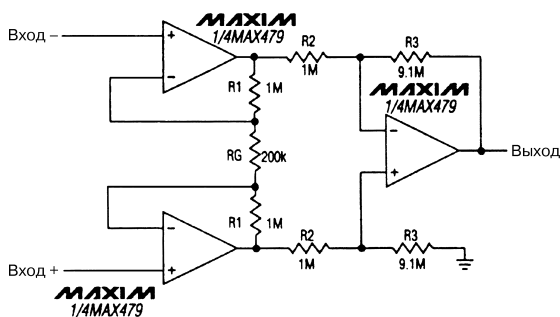 MAXIM
1/4MAX479
Вход –
+
–
R2
1M
R3
9.1M
R1
1M
MAXIM
1/4MAX479
RG
200k
–
+
Выход
–
+
R1
1M
R2
1M
R3
9.1M
Вход +
MAXIM
1/4MAX479